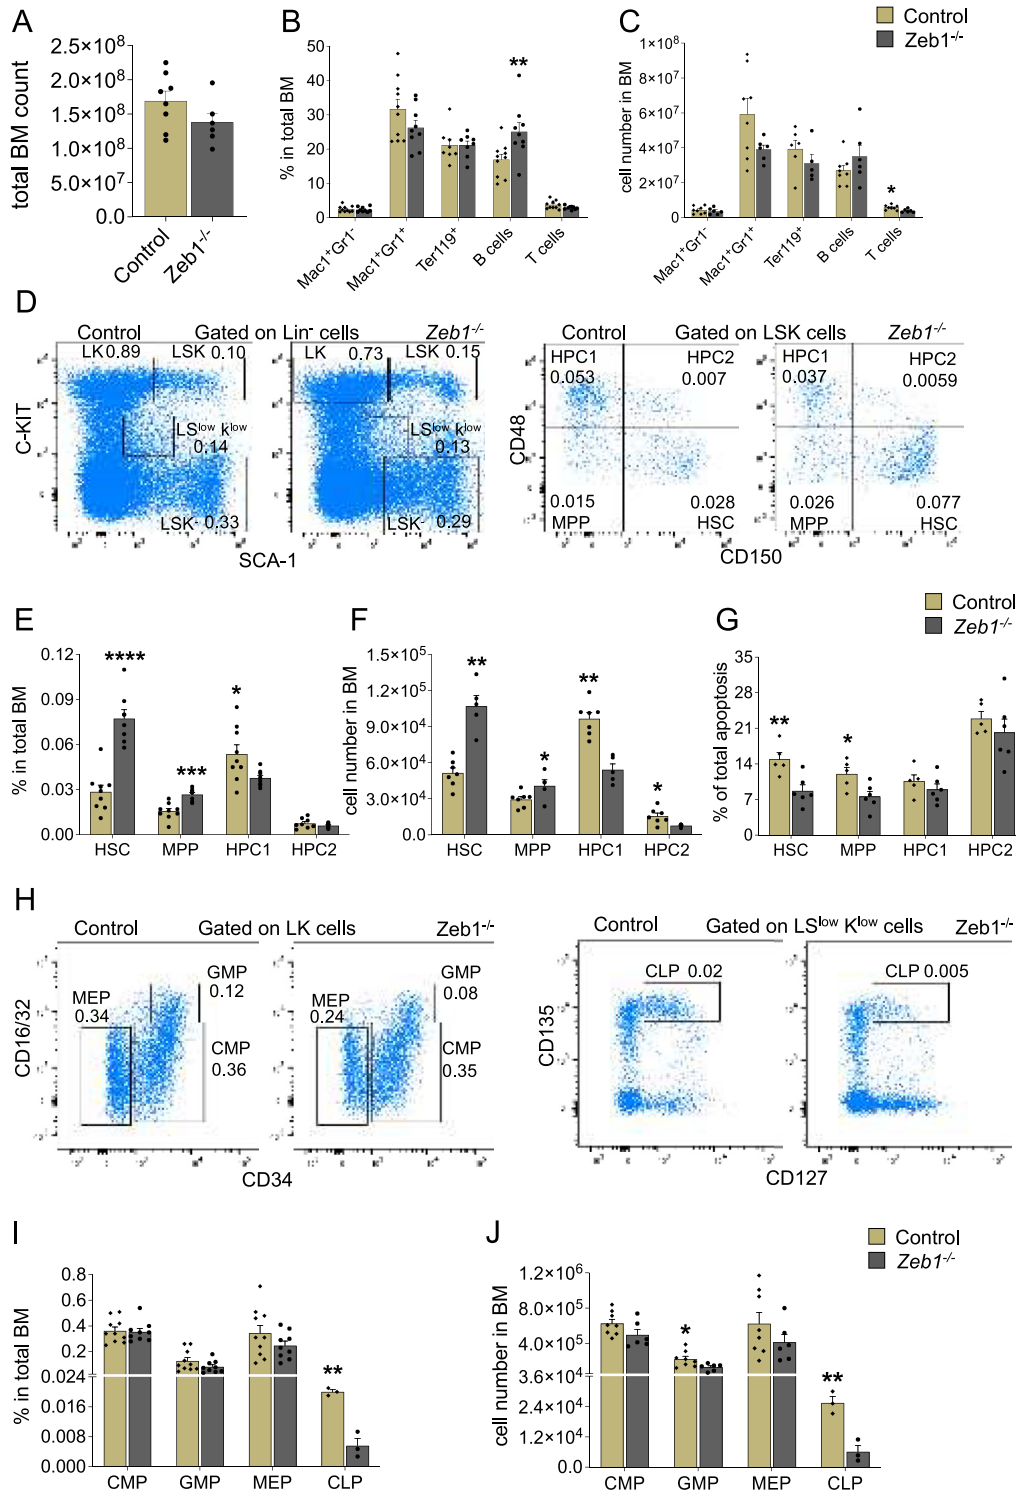 A
total BM count
2.5×10⁸
2.0×10⁸
1.5×10⁸
1.0×10⁸
5.0×10⁷
0.0
Control
Zeb1⁻/⁻
B
% in total BM
50
40
30
20
10
0
**
Mac1⁺Gr1⁻
Mac1⁺Gr1⁺
Ter119⁺
B cells
T cells
C
Control
Zeb1⁻/⁻
cell number in BM
1×10⁸
8×10⁷
6×10⁷
4×10⁷
2×10⁷
0
*
Mac1⁺Gr1⁻
Mac1⁺Gr1⁺
Ter119⁺
B cells
T cells
D
Control Gated on Lin⁻ cells Zeb1⁻/⁻
LK 0.89 LSK 0.10
LK 0.73 LSK 0.15
LS^low k^low
0.14
LS^low k^low
0.13
LSK⁻ 0.33
LSK⁻ 0.29
C-KIT
SCA-1
Control Gated on LSK cells Zeb1⁻/⁻
HPC1
0.053
HPC2
0.007
HPC1
0.037
HPC2
0.0059
0.015
MPP
0.028
HSC
0.026
MPP
0.077
HSC
CD48
CD150
E
% in total BM
0.12
0.09
0.06
0.03
0.00
****
***
*
HSC MPP HPC1 HPC2
F
cell number in BM
1.5×10⁵
1.2×10⁵
9.0×10⁴
6.0×10⁴
3.0×10⁴
0.0
**
*
**
*
HSC MPP HPC1 HPC2
G
Control
Zeb1⁻/⁻
% of total apoptosis
35
28
21
14
7
0
**
*
HSC MPP HPC1 HPC2
H
Control Gated on LK cells Zeb1⁻/⁻
GMP
0.12
MEP
0.34
CMP
0.36
GMP
0.08
MEP
0.24
CMP
0.35
CD16/32
CD34
Control Gated on LS^low K^low cells Zeb1⁻/⁻
CLP 0.02
CLP 0.005
CD135
CD127
I
% in total BM
0.8
0.6
0.4
0.2
0.024
0.016
0.008
0.000
**
CMP GMP MEP CLP
J
Control
Zeb1⁻/⁻
cell number in BM
1.2×10⁶
8.0×10⁵
4.0×10⁵
3.6×10⁴
2.4×10⁴
1.2×10⁴
0.0
*
**
CMP GMP MEP CLP